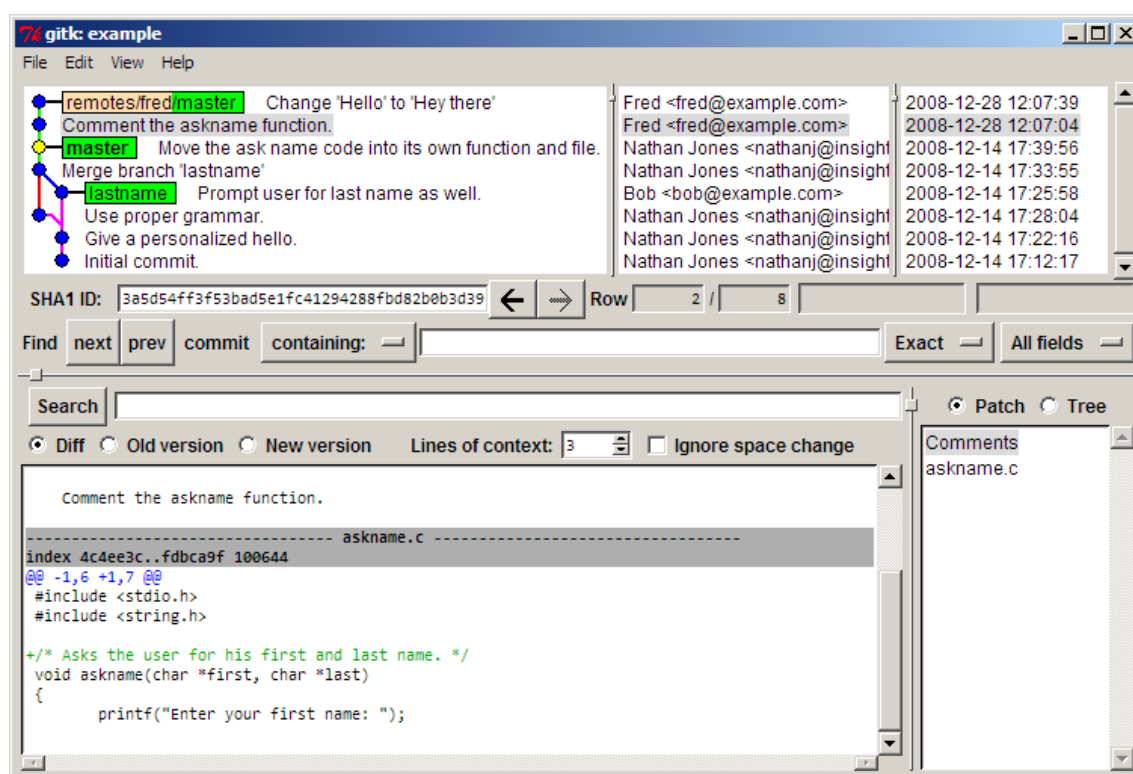 gitk: example
File Edit View Help
remotes/fred/master Change 'Hello' to 'Hey there' Fred <fred@example.com> 2008-12-28 12:07:39
Comment the askname function. Fred <fred@example.com> 2008-12-28 12:07:04
master Move the ask name code into its own function and file. Nathan Jones <nathanj@insight 2008-12-14 17:39:56
Merge branch 'lastname' Nathan Jones <nathanj@insight 2008-12-14 17:33:55
lastname Prompt user for last name as well. Bob <bob@example.com> 2008-12-14 17:25:58
Use proper grammar. Nathan Jones <nathanj@insight 2008-12-14 17:28:04
Give a personalized hello. Nathan Jones <nathanj@insight 2008-12-14 17:22:16
Initial commit. Nathan Jones <nathanj@insight 2008-12-14 17:12:17
SHA1 ID: 3a5d54ff3f53bad5e1fc41294288fbd82b0b3d39 Row 2 / 8
Find next prev commit containing: Exact All fields
Search Patch Tree
Diff Old version New version Lines of context: 3 Ignore space change
Comments
askname.c
Comment the askname function.
---------------------------------- askname.c ----------------------------------
index 4c4ee3c..fdbca9f 100644
@@ -1,6 +1,7 @@
#include <stdio.h>
#include <string.h>
+/* Asks the user for his first and last name. */
void askname(char *first, char *last)
{
printf("Enter your first name: ");